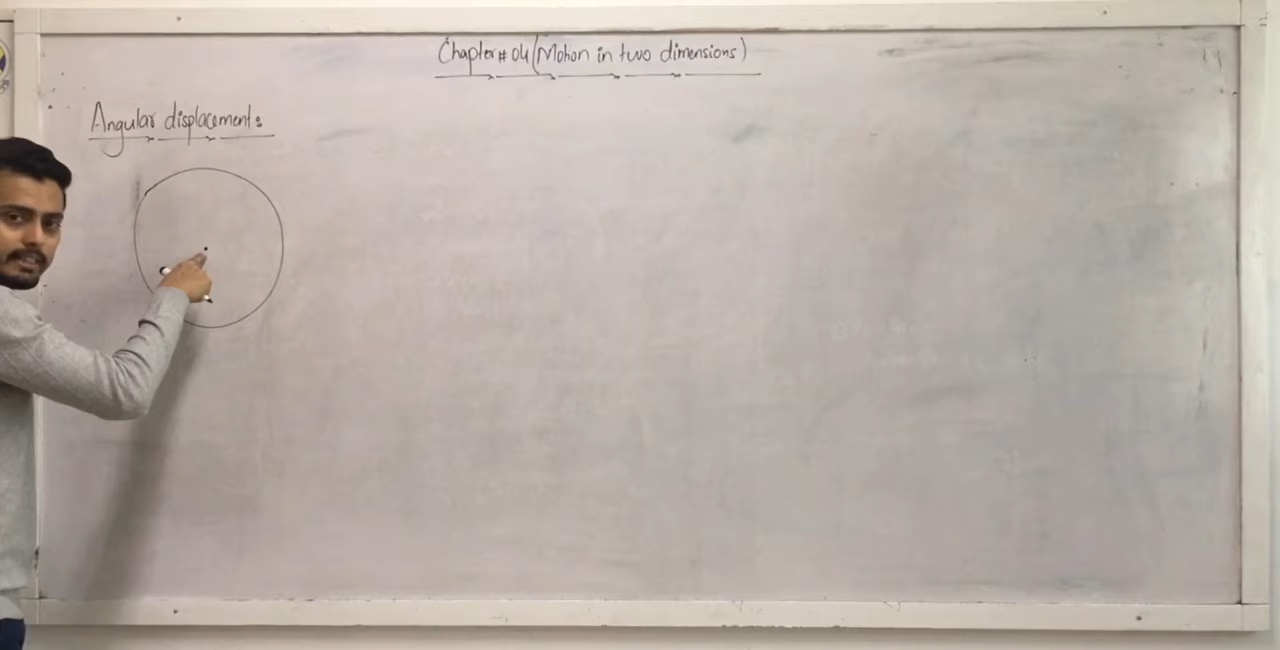 Chapter # 04 (Motion in two dimensions)
Angular displacement: